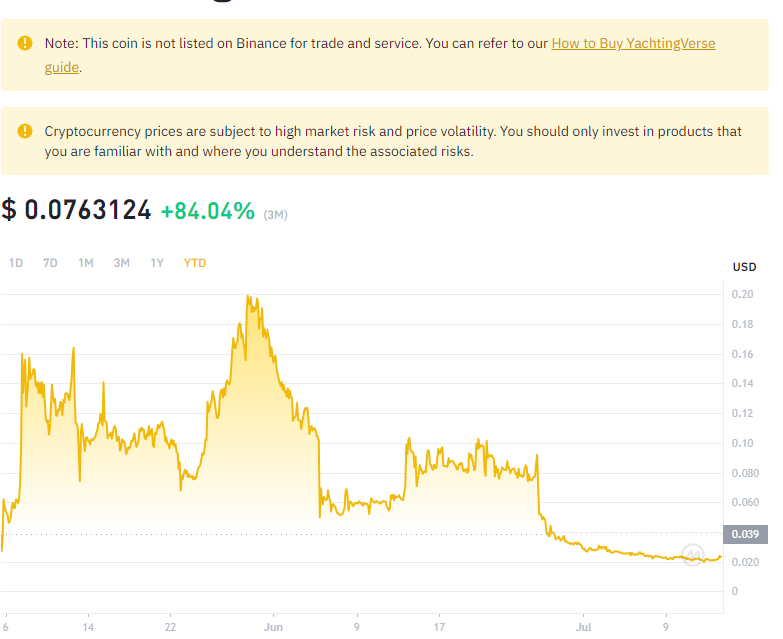 Note: This coin is not listed on Binance for trade and service. You can refer to our How to Buy YachtingVerse
guide.
Cryptocurrency prices are subject to high market risk and price volatility. You should only invest in products that
you are familiar with and where you understand the associated risks.
$ 0.0763124 +84.04% (3M)
1D 7D 1M 3M 1Y YTD
USD
0.20
0.18
0.16
0.14
0.12
0.10
0.080
0.060
0.039
0.020
0
6 14 22 Jun 9 17 Jul 9